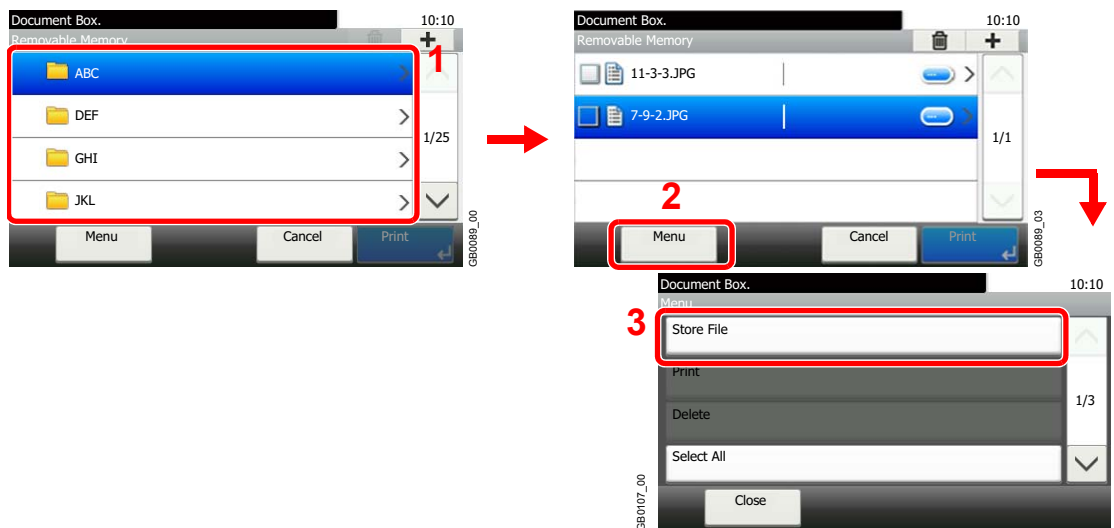 Document Box. 10:10
Removable Memory
1
ABC
DEF
1/25
GHI
JKL
Menu Cancel Print
GB0089_00
Document Box. 10:10
Removable Memory
11-3-3.JPG
7-9-2.JPG
1/1
2
Menu Cancel Print
GB0089_03
Document Box. 10:10
Menu
3
Store File
Print
1/3
Delete
Select All
Close
GB0107_00